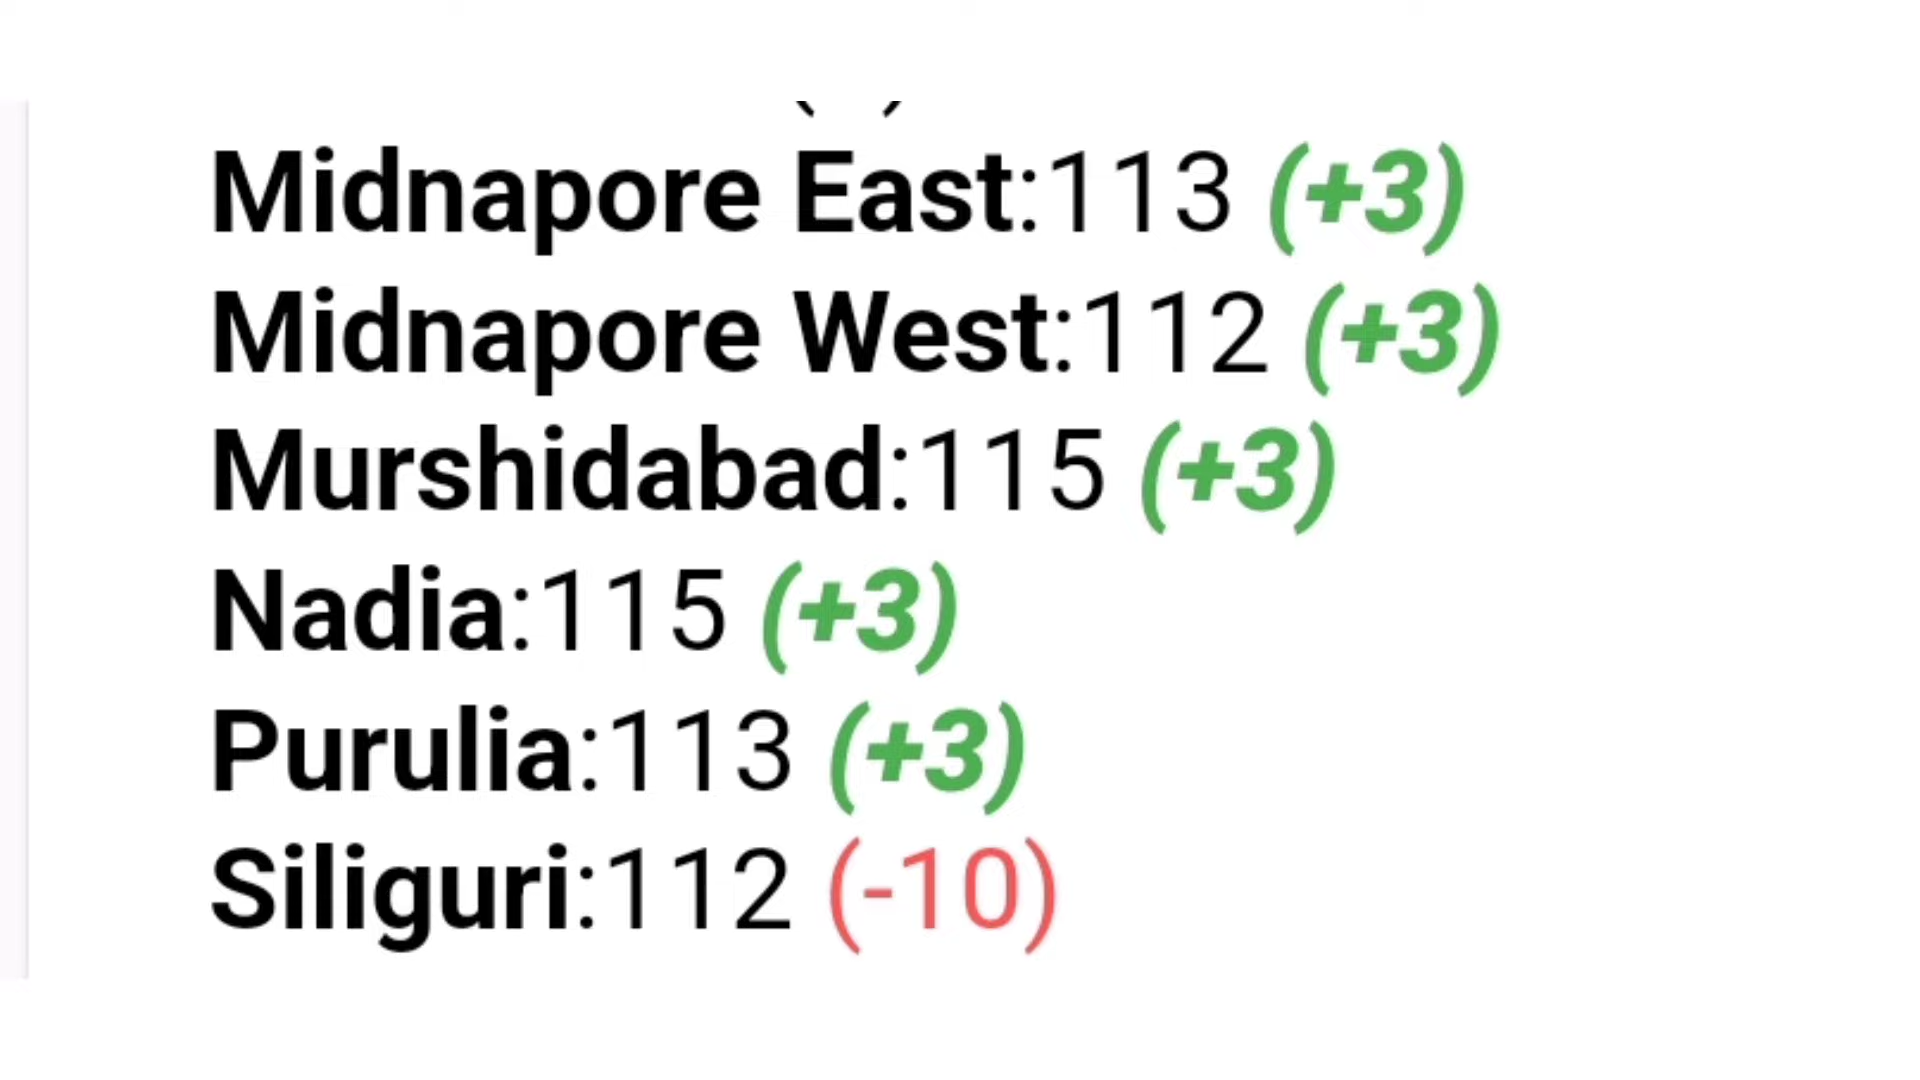 Midnapore East:113 (+3)
Midnapore West:112 (+3)
Murshidabad:115 (+3)
Nadia:115 (+3)
Purulia:113 (+3)
Siliguri:112 (-10)